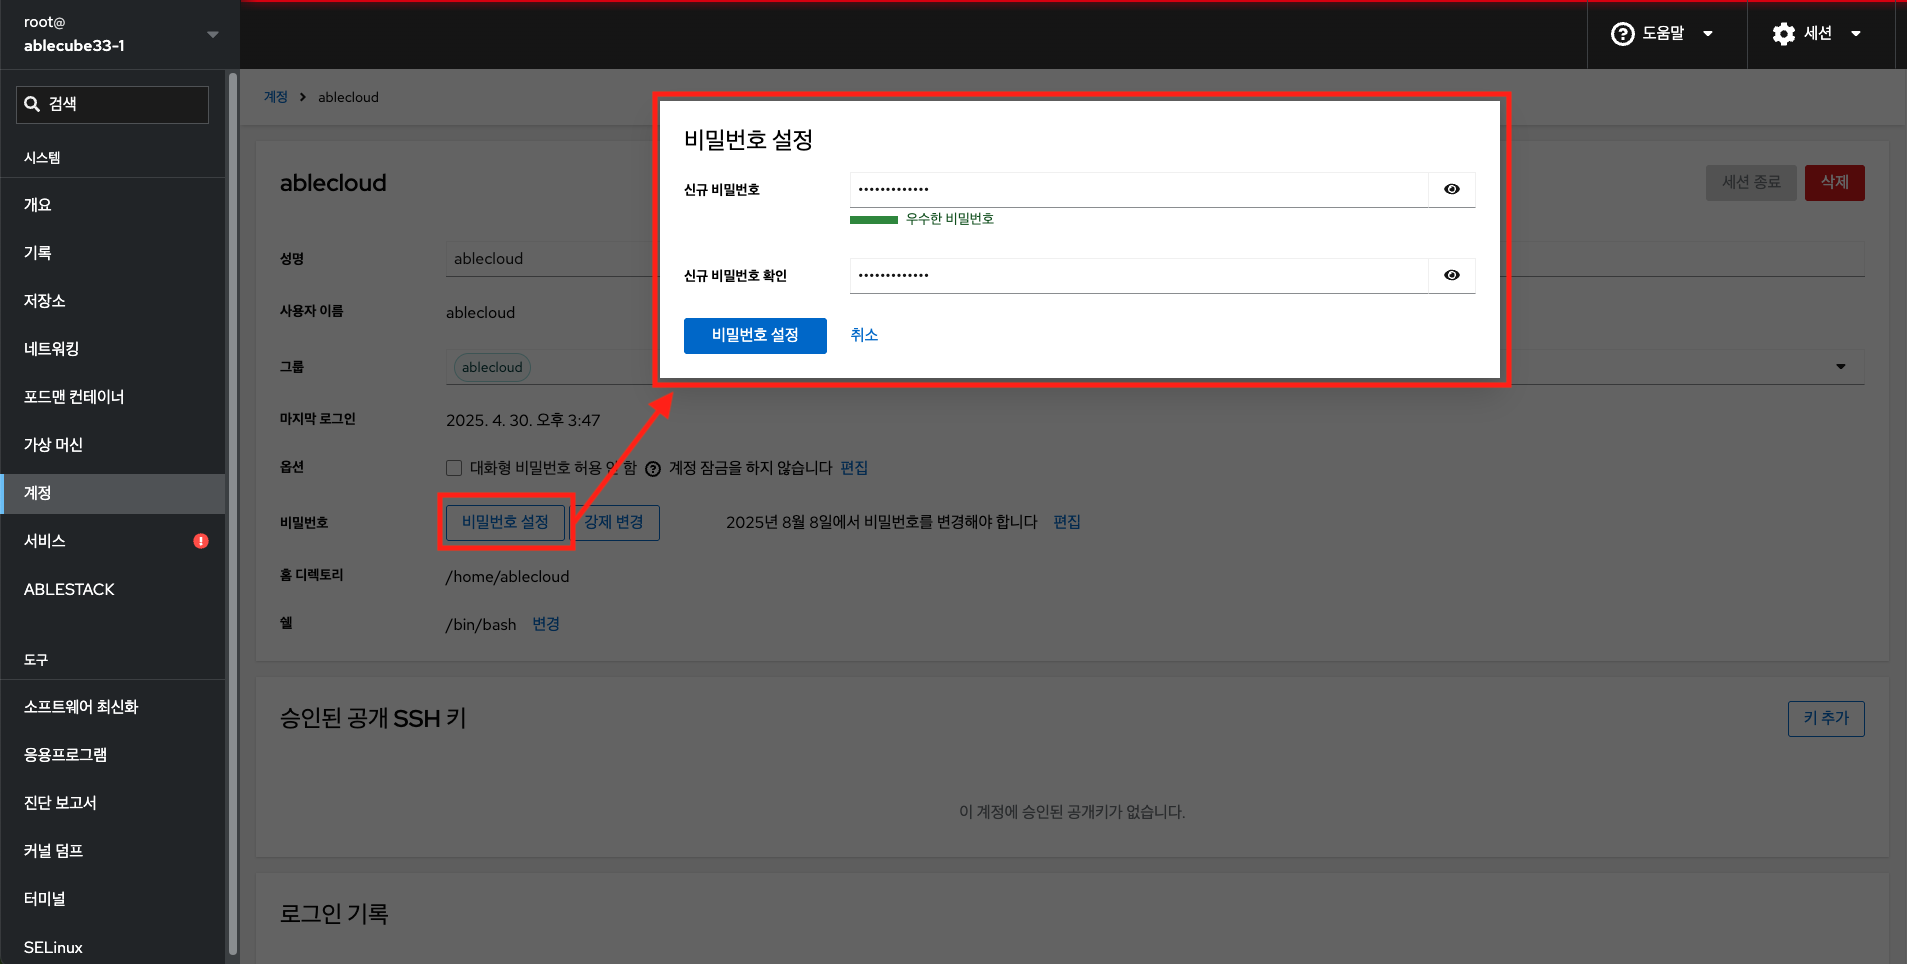 root@
ablecube33-1
도움말
세션
검색
시스템
개요
기록
저장소
네트워킹
포드맨 컨테이너
가상 머신
계정
서비스
ABLESTACK
도구
소프트웨어 최신화
응용프로그램
진단 보고서
커널 덤프
터미널
SELinux
계정 > ablecloud
ablecloud
세션 종료
삭제
성명
ablecloud
사용자 이름
ablecloud
그룹
ablecloud
마지막 로그인
2025. 4. 30. 오후 3:47
옵션
대화형 비밀번호 허용 안 함
계정 잠금을 하지 않습니다 편집
비밀번호
비밀번호 설정
강제 변경
2025년 8월 8일에서 비밀번호를 변경해야 합니다 편집
홈 디렉토리
/home/ablecloud
쉘
/bin/bash 변경
비밀번호 설정
신규 비밀번호
•••••••••••••
우수한 비밀번호
신규 비밀번호 확인
•••••••••••••
비밀번호 설정
취소
승인된 공개 SSH 키
키 추가
이 계정에 승인된 공개키가 없습니다.
로그인 기록